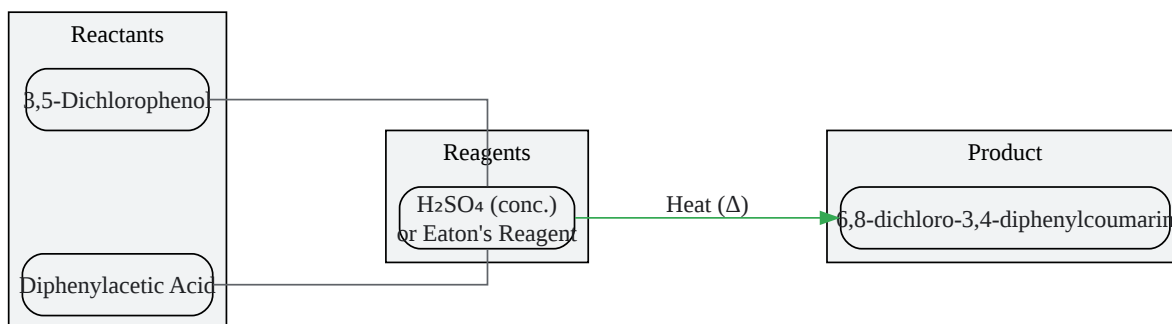 Reactants
3,5-Dichlorophenol
Reagents
Product
H₂SO₄ (conc.)
or Eaton's Reagent
Heat (Δ)
6,8-dichloro-3,4-diphenylcoumarin
Diphenylacetic Acid